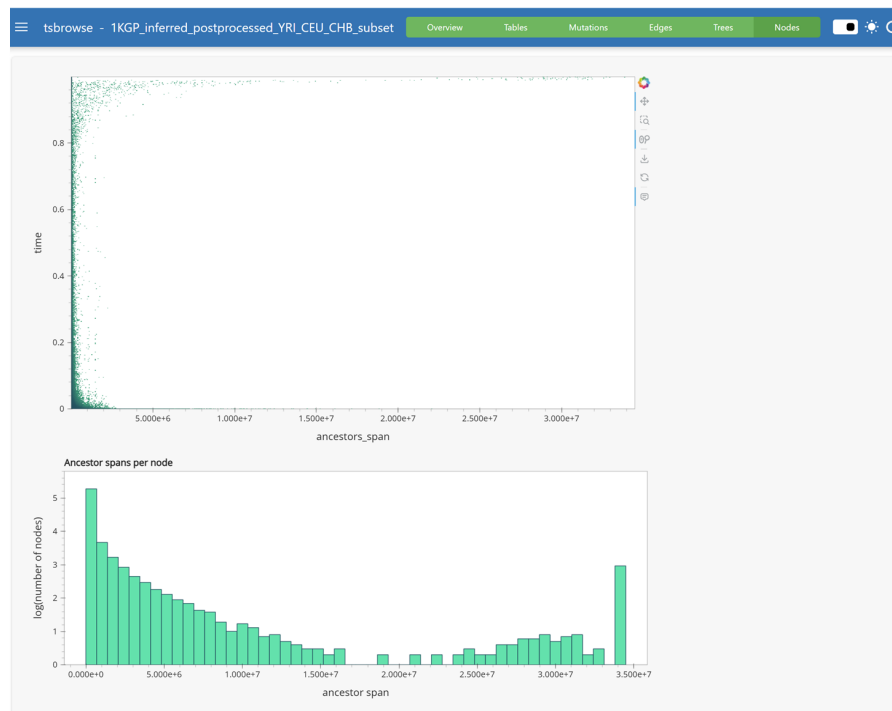 tsbrowse - 1KGP_inferred_postprocessed_YRI_CEU_CHB_subset Overview Tables Mutations Edges Trees Nodes
0.8
0.6
time
0.4
0.2
0
5.000e+6 1.000e+7 1.500e+7 2.000e+7 2.500e+7 3.000e+7
ancestors_span
Ancestor spans per node
5
4
3
log(number of nodes)
2
1
0
0.000e+0 5.000e+6 1.000e+7 1.500e+7 2.000e+7 2.500e+7 3.000e+7 3.500e+7
ancestor span